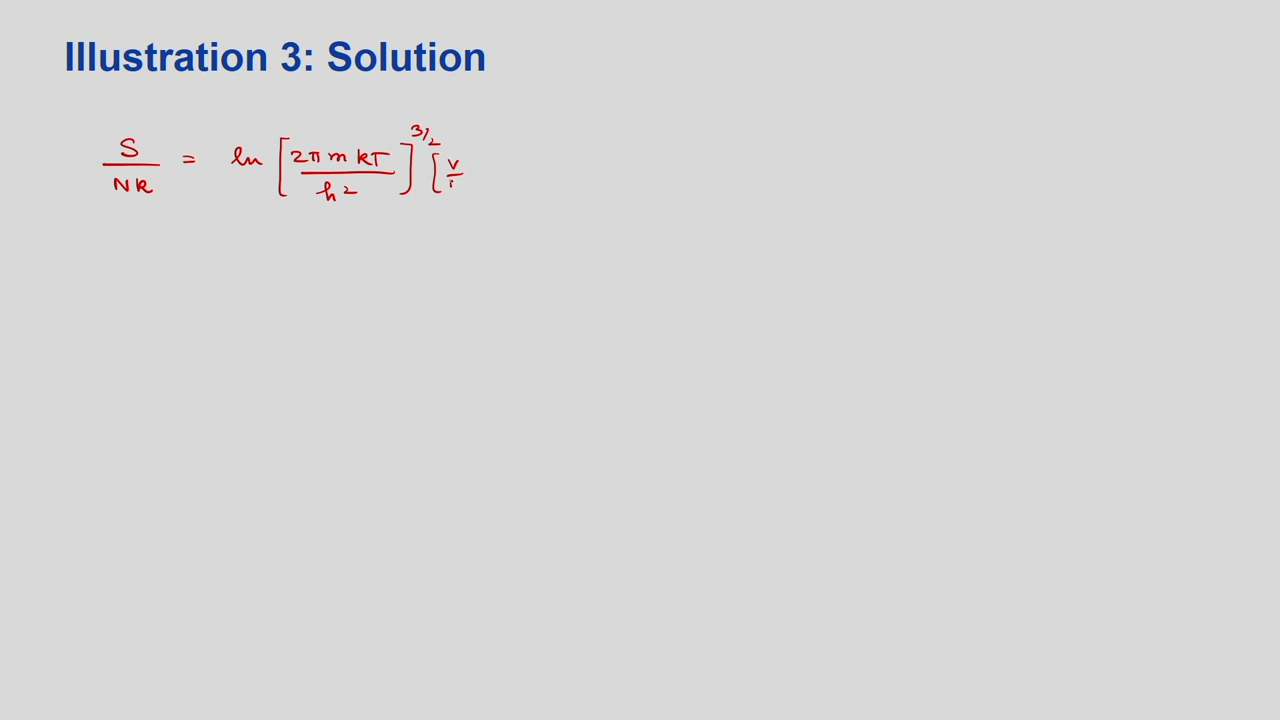 Illustration 3: Solution
S/Nk = ln [2πmkT/h²]^3/2 [V/